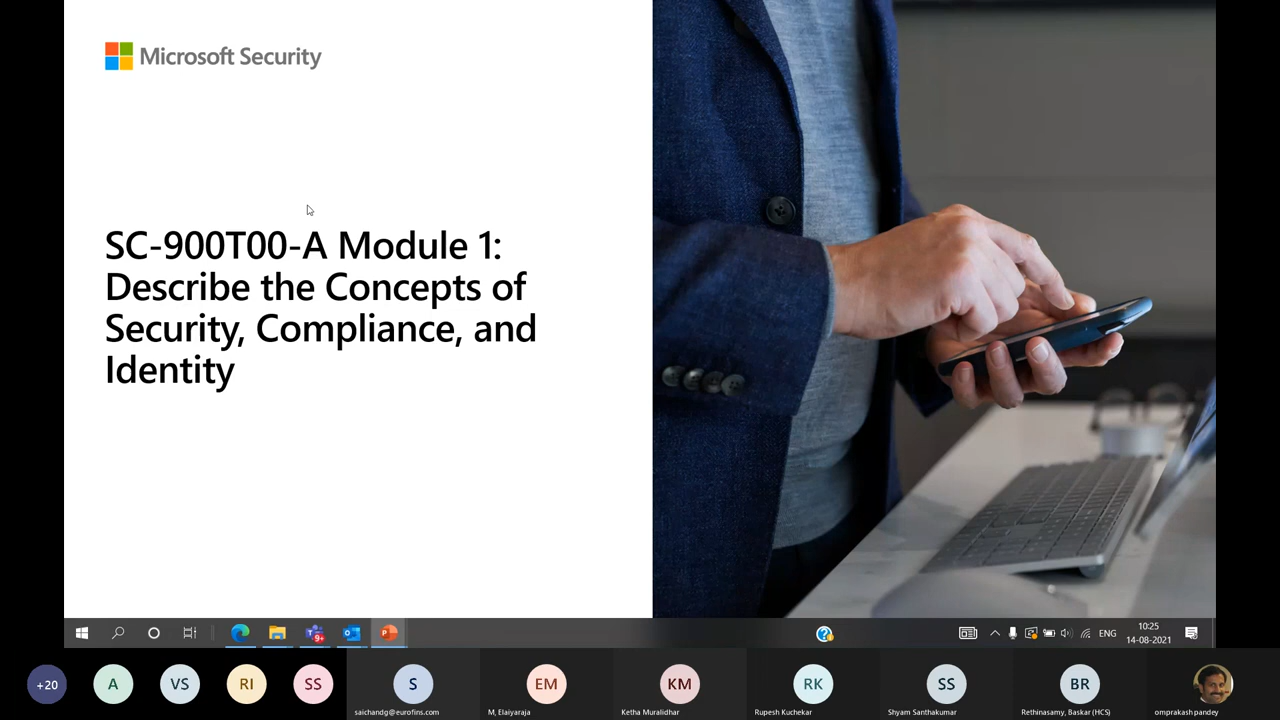 Microsoft Security
SC-900T00-A Module 1:
Describe the Concepts of
Security, Compliance, and
Identity
9+
ENG
10:25
14-08-2021
+20
A
VS
RI
SS
S
EM
KM
RK
SS
BR
saichandg@eurofins.com
M, Elaiyaraja
Ketha Muralidhar
Rupesh Kuchekar
Shyam Santhakumar
Rethinasamy, Baskar (HCS)
omprakash pandey